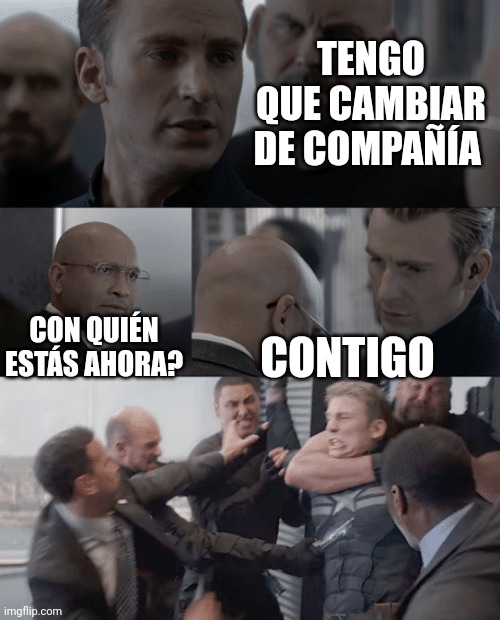 TENGO
QUE CAMBIAR
DE COMPAÑÍA
CON QUIÉN
ESTÁS AHORA?
CONTIGO
imgflip.com